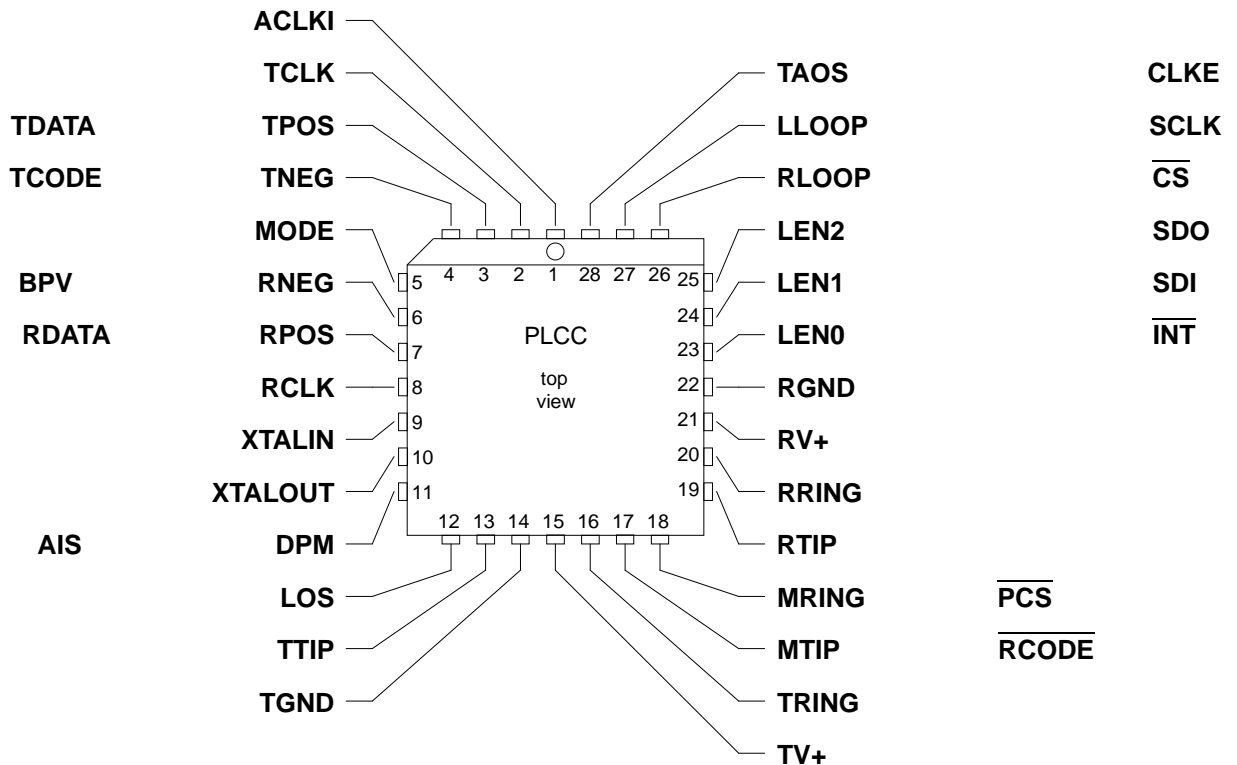 ACLKI
TCLK TAOS CLKE
TDATA TPOS LLOOP SCLK
TCODE TNEG RLOOP CS
MODE LEN2 SDO
4 3 2 1 28 27 26
5 25
BPV RNEG LEN1 SDI
6 24
RDATA RPOS PLCC LEN0 INT
7 23
RCLK top RGND
8 22
view
9 21
XTALIN RV+
10 20
XTALOUT RRING
11 19
12 13 14 15 16 17 18
AIS DPM RTIP
LOS MRING PCS
TTIP MTIP RCODE
TGND TRING
TV+